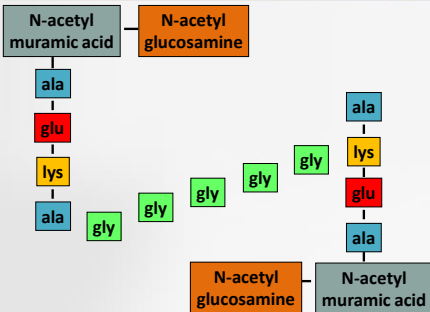 N-acetyl
muramic acid
N-acetyl
glucosamine
ala
glu
lys
ala
gly
gly
gly
gly
gly
ala
lys
glu
ala
N-acetyl
glucosamine
N-acetyl
muramic acid